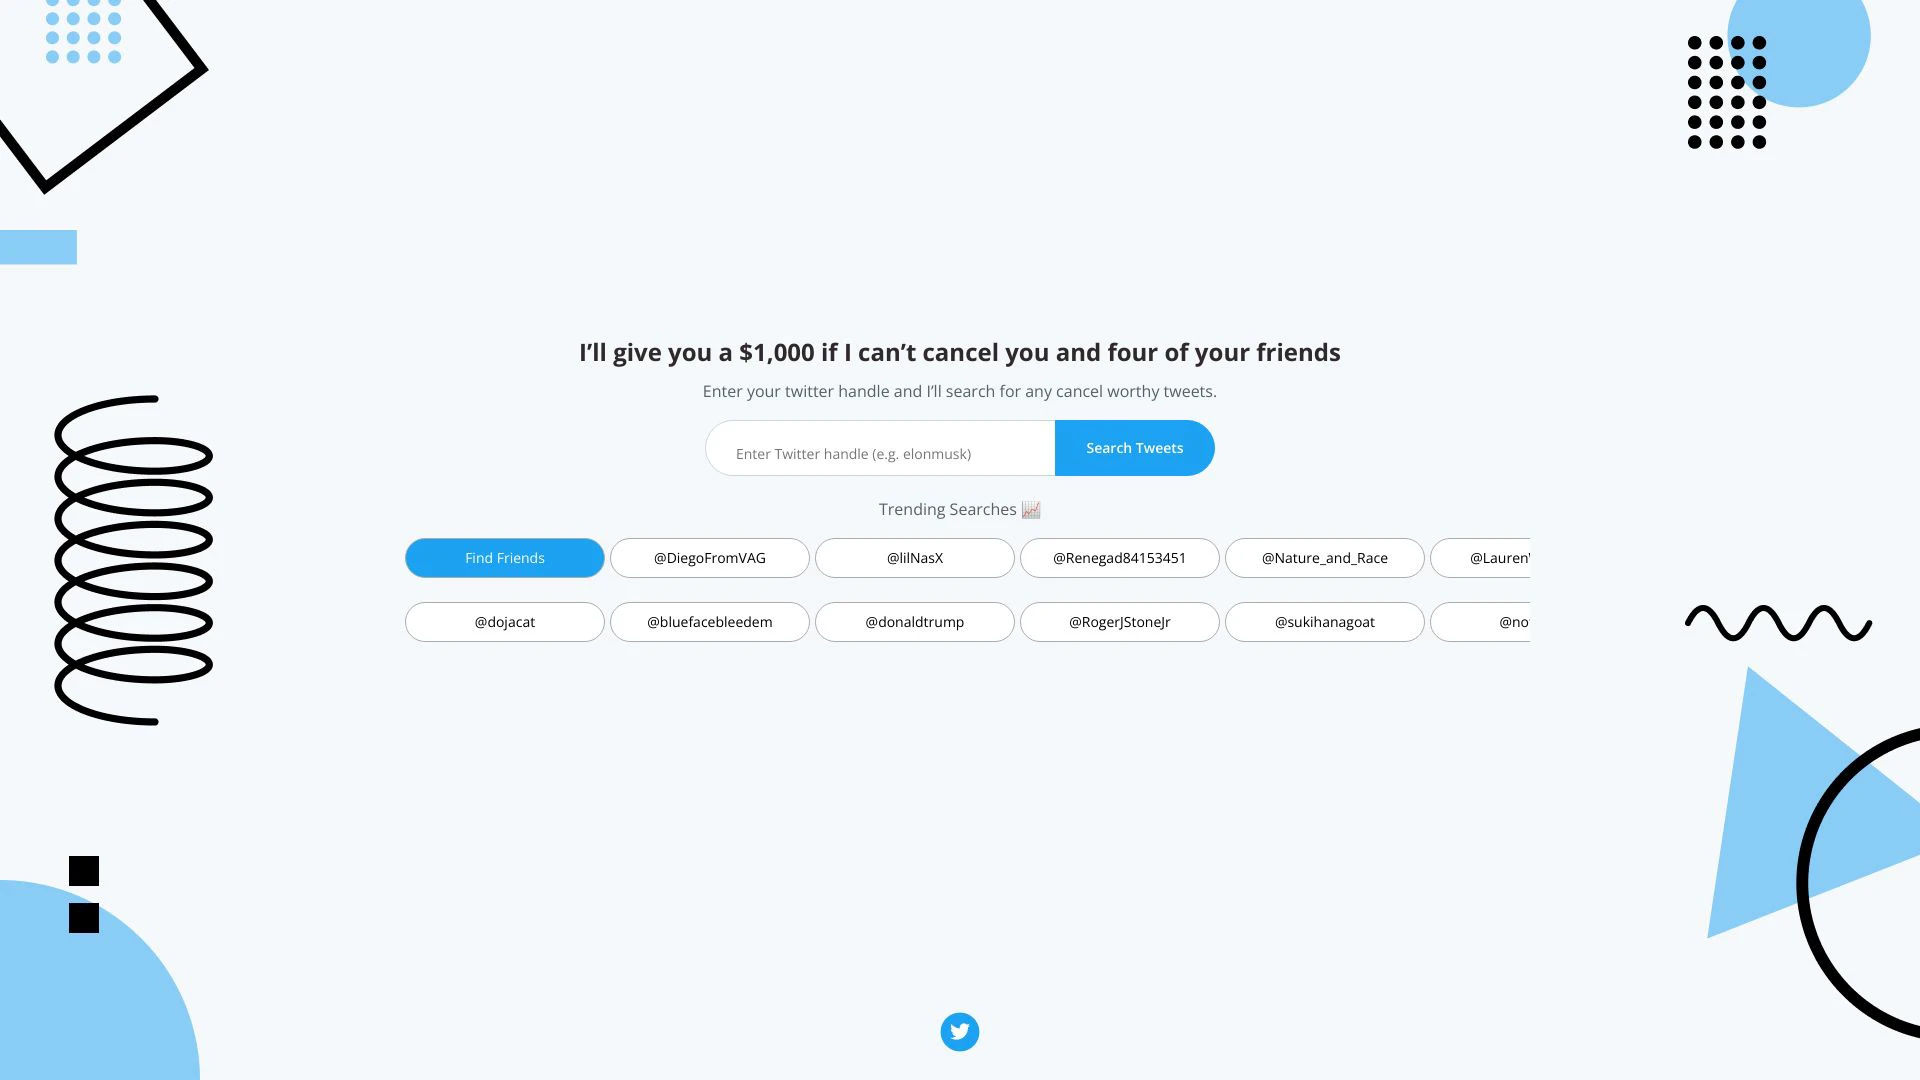 I’ll give you a $1,000 if I can’t cancel you and four of your friends
Enter your twitter handle and I’ll search for any cancel worthy tweets.
Enter Twitter handle (e.g. elonmusk)
Search Tweets
Trending Searches 📈
Find Friends
@DiegoFromVAG
@lilNasX
@Renegad84153451
@Nature_and_Race
@Lauren
@dojacat
@bluefacebleedem
@donaldtrump
@RogerJStoneJr
@sukihanagoat
@no